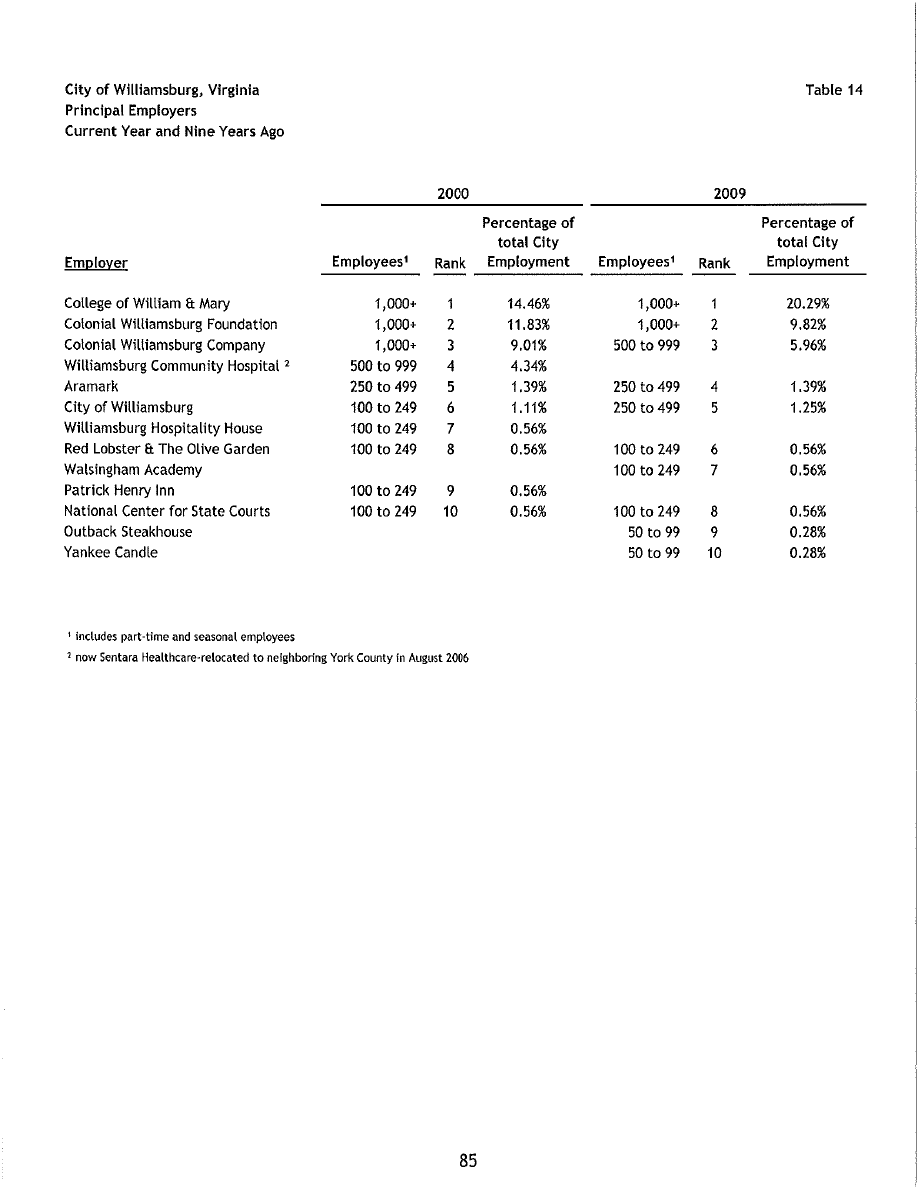 City of Williamsburg, Virginia Table 14
Principal Employers
Current Year and Nine Years Ago
2000 2009
Percentage of Percentage of
total City total City
Employer Employees¹ Rank Employment Employees¹ Rank Employment
College of William & Mary 1,000+ 1 14.46% 1,000+ 1 20.29%
Colonial Williamsburg Foundation 1,000+ 2 11.83% 1,000+ 2 9.82%
Colonial Williamsburg Company 1,000+ 3 9.01% 500 to 999 3 5.96%
Williamsburg Community Hospital ² 500 to 999 4 4.34%
Aramark 250 to 499 5 1.39% 250 to 499 4 1.39%
City of Williamsburg 100 to 249 6 1.11% 250 to 499 5 1.25%
Williamsburg Hospitality House 100 to 249 7 0.56%
Red Lobster & The Olive Garden 100 to 249 8 0.56% 100 to 249 6 0.56%
Walsingham Academy 100 to 249 7 0.56%
Patrick Henry Inn 100 to 249 9 0.56%
National Center for State Courts 100 to 249 10 0.56% 100 to 249 8 0.56%
Outback Steakhouse 50 to 99 9 0.28%
Yankee Candle 50 to 99 10 0.28%
¹ includes part-time and seasonal employees
² now Sentara Healthcare-relocated to neighboring York County in August 2006
85